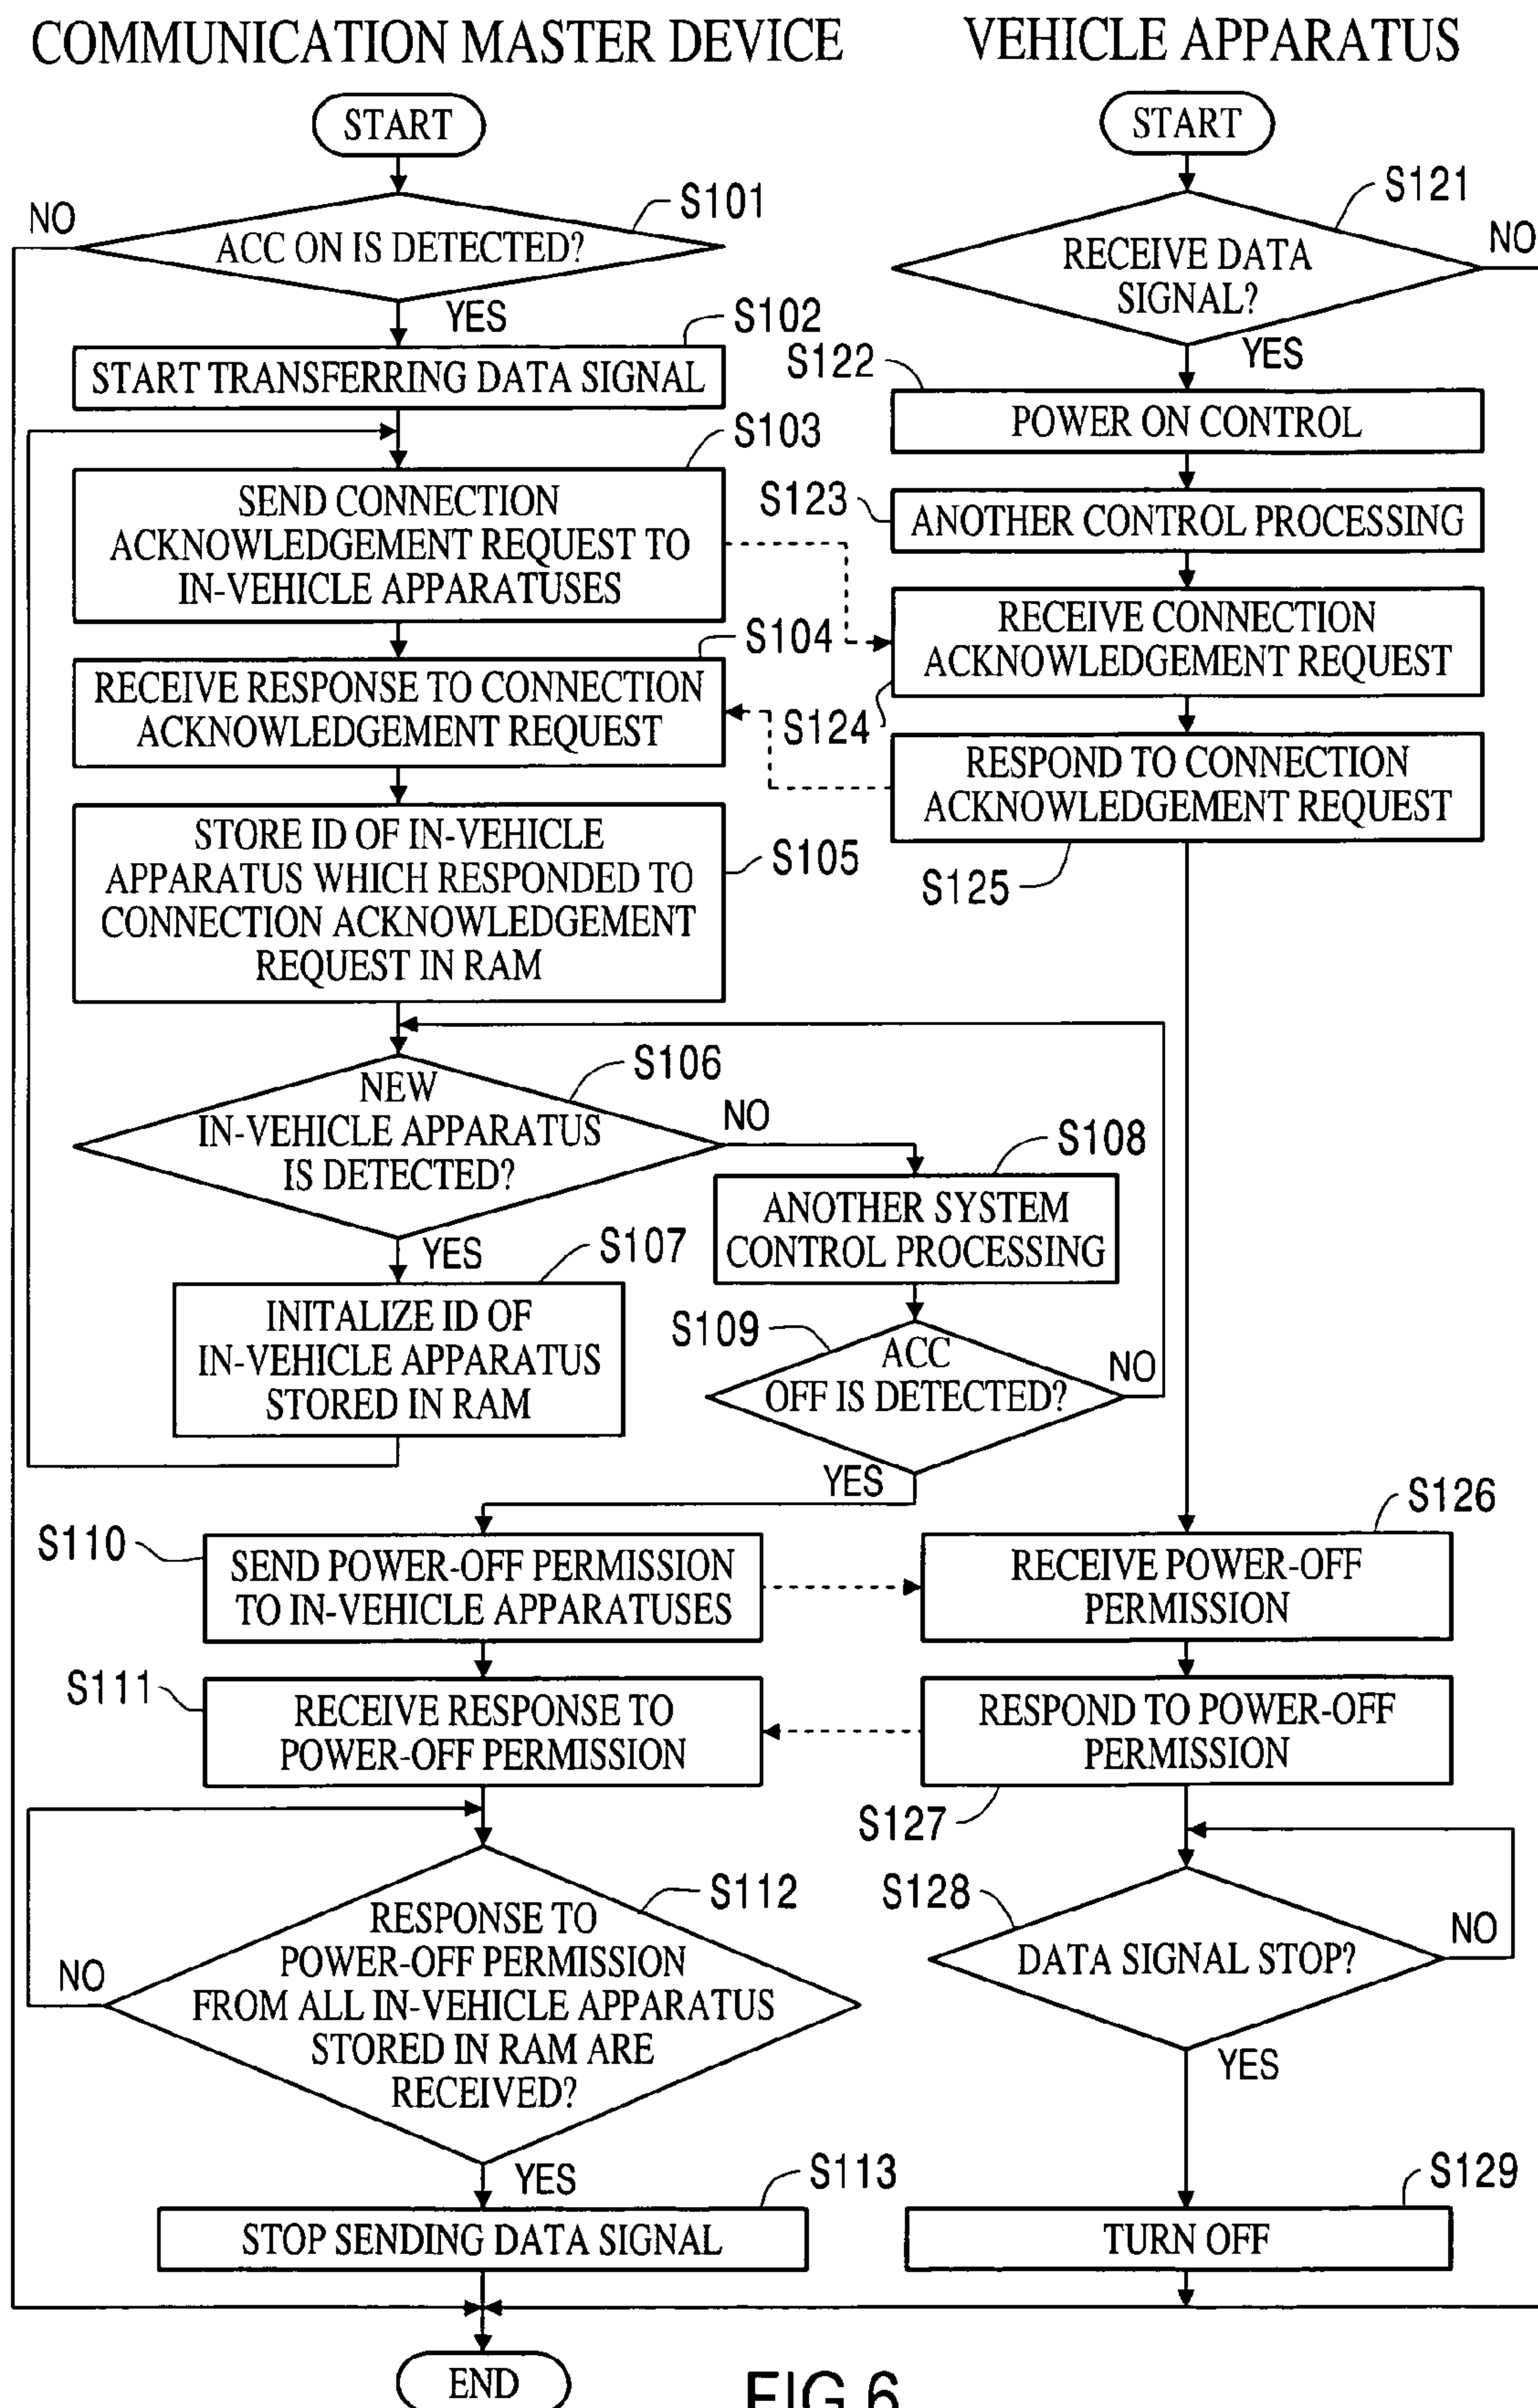 COMMUNICATION MASTER DEVICE
VEHICLE APPARATUS
START
NO
S101
ACC ON IS DETECTED?
YES
S102
START TRANSFERRING DATA SIGNAL
S103
SEND CONNECTION
ACKNOWLEDGEMENT REQUEST TO
IN-VEHICLE APPARATUSES
S104
RECEIVE RESPONSE TO CONNECTION
ACKNOWLEDGEMENT REQUEST
STORE ID OF IN-VEHICLE
APPARATUS WHICH RESPONDED TO
CONNECTION ACKNOWLEDGEMENT
REQUEST IN RAM
S105
S106
NEW
IN-VEHICLE APPARATUS
IS DETECTED?
NO
YES
S107
INITALIZE ID OF
IN-VEHICLE APPARATUS
STORED IN RAM
S108
ANOTHER SYSTEM
CONTROL PROCESSING
S109
ACC
OFF IS DETECTED?
NO
YES
S110
SEND POWER-OFF PERMISSION
TO IN-VEHICLE APPARATUSES
S111
RECEIVE RESPONSE TO
POWER-OFF PERMISSION
S112
RESPONSE TO
POWER-OFF PERMISSION
FROM ALL IN-VEHICLE APPARATUS
STORED IN RAM ARE
RECEIVED?
NO
YES
S113
STOP SENDING DATA SIGNAL
END
START
S121
RECEIVE DATA
SIGNAL?
NO
YES
S122
POWER ON CONTROL
S123
ANOTHER CONTROL PROCESSING
RECEIVE CONNECTION
ACKNOWLEDGEMENT REQUEST
S124
RESPOND TO CONNECTION
ACKNOWLEDGEMENT REQUEST
S125
S126
RECEIVE POWER-OFF
PERMISSION
RESPOND TO POWER-OFF
PERMISSION
S127
S128
DATA SIGNAL STOP?
NO
YES
S129
TURN OFF
FIG.6